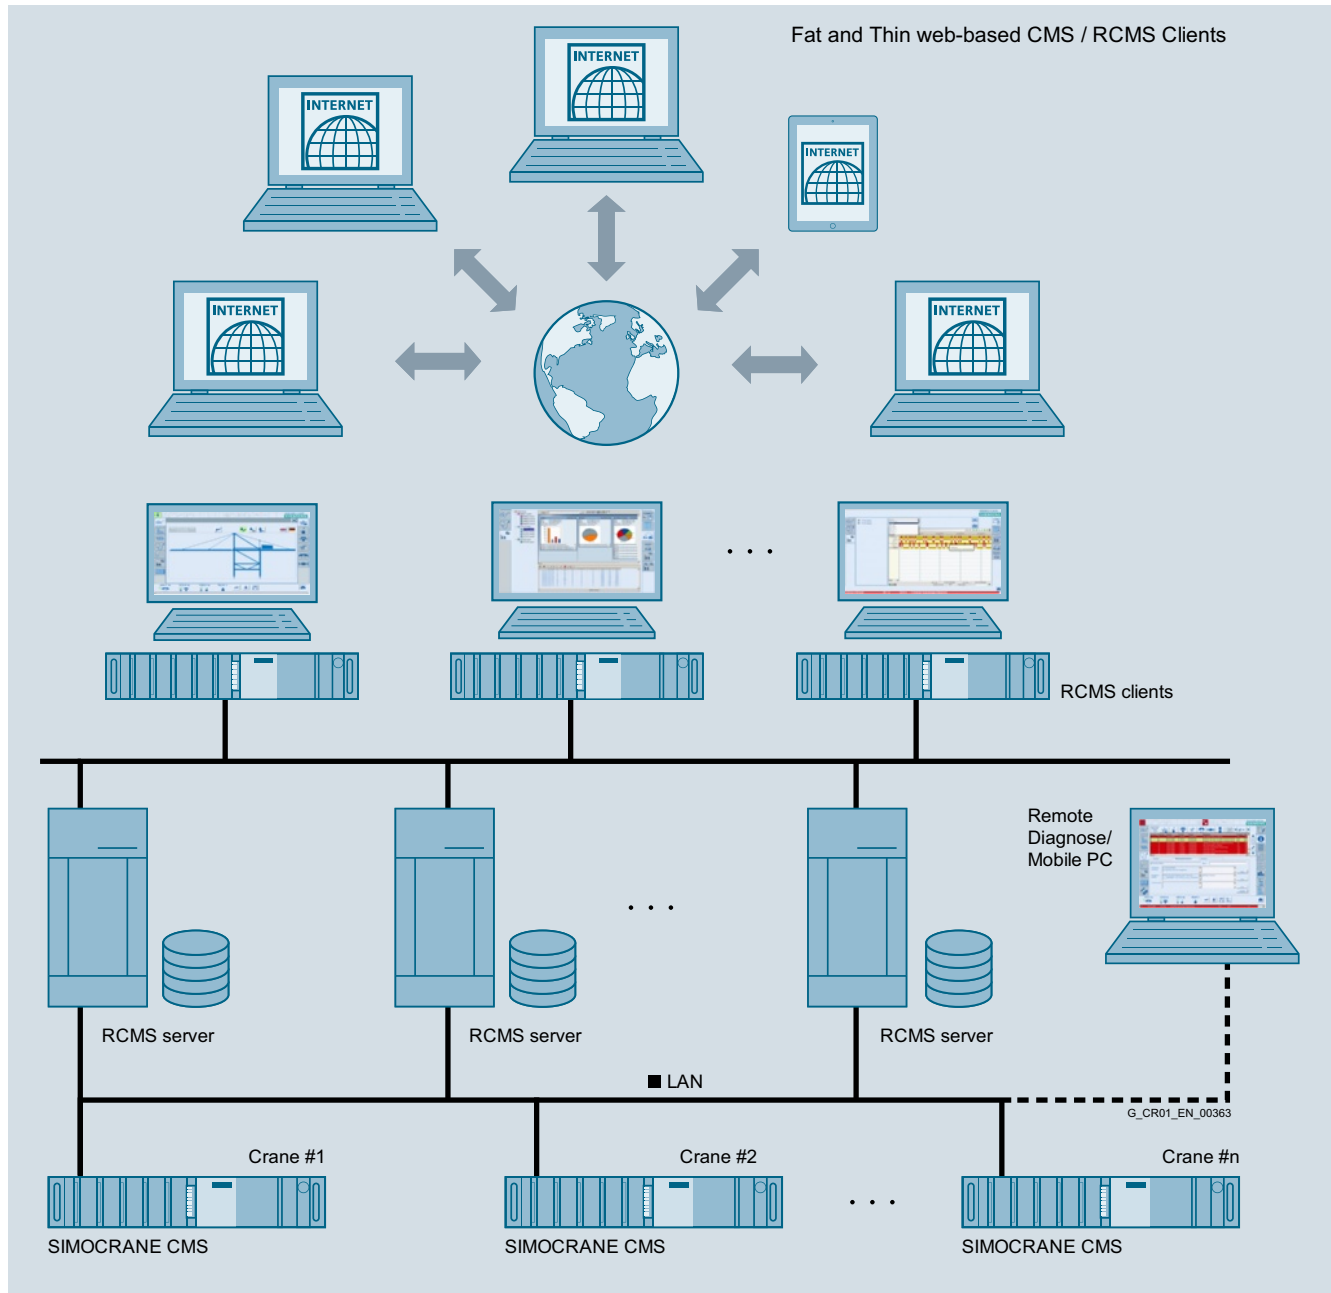 Fat and Thin web-based CMS / RCMS Clients
INTERNET
INTERNET
INTERNET
INTERNET
INTERNET
. . .
RCMS clients
Remote
Diagnose/
Mobile PC
. . .
RCMS server
RCMS server
RCMS server
LAN
G_CR01_EN_00363
Crane #1
Crane #2
Crane #n
. . .
SIMOCRANE CMS
SIMOCRANE CMS
SIMOCRANE CMS